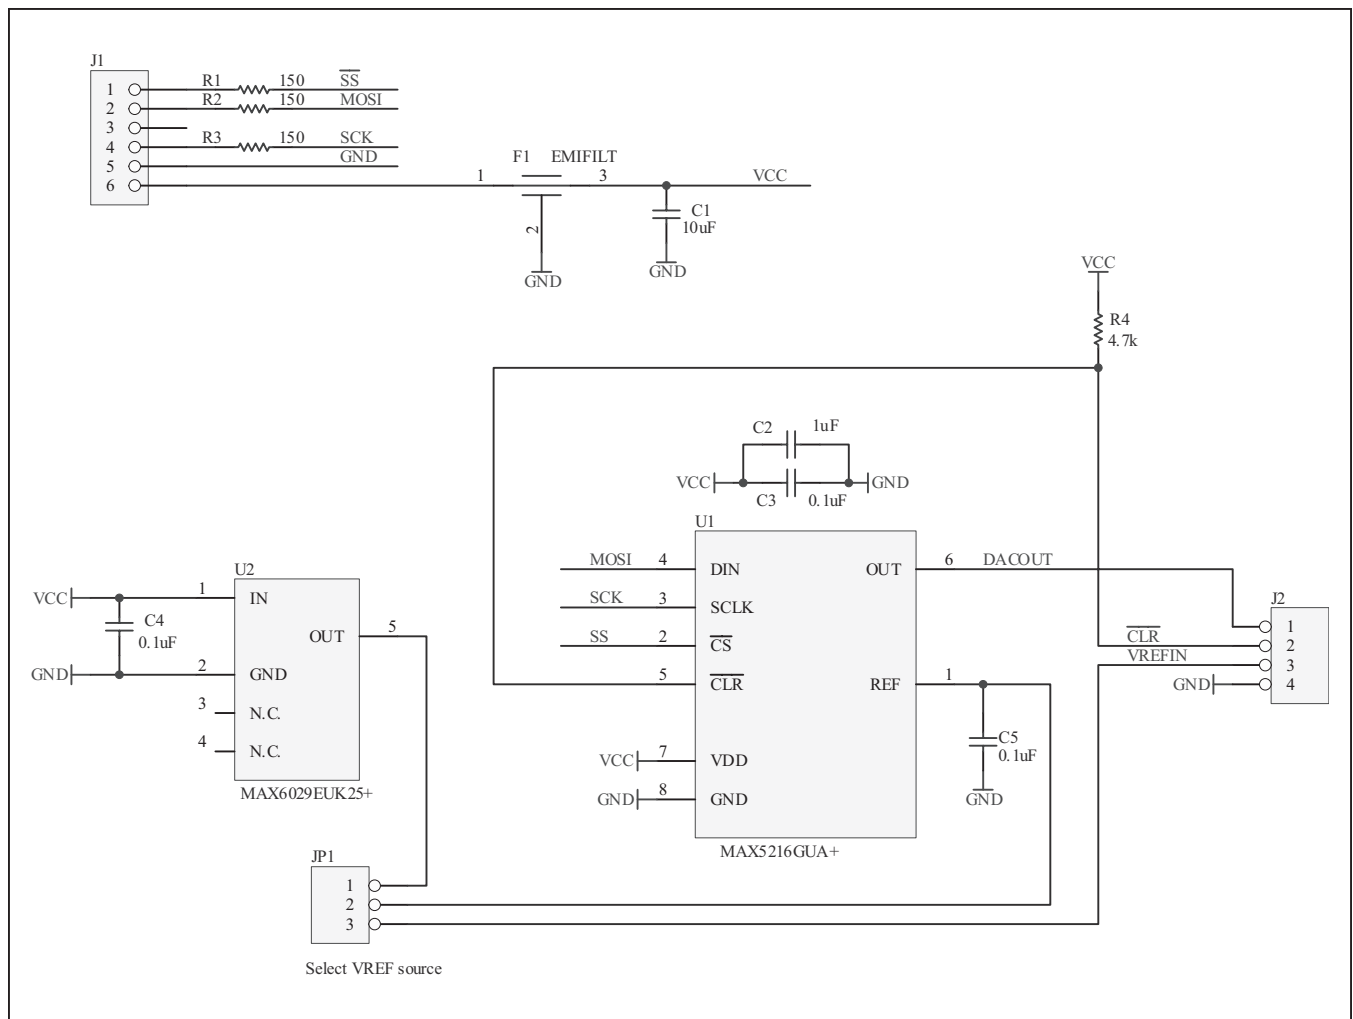 J1
1 R1 150 S̅S̅
2 R2 150 MOSI
3
4 R3 150 SCK
5 GND
6
1 F1 EMIFILT 3 VCC
2
GND
C1
10uF
GND
VCC
R4
4.7k
C2 1uF
VCC GND
C3 0.1uF
U1
MOSI 4 DIN
SCK 3 SCLK
SS 2 C̅S̅
5 C̅L̅R̅
VCC 7 VDD
GND 8 GND
OUT 6 DACOUT
REF 1
MAX5216GUA+
C5
0.1uF
GND
J2
1
C̅L̅R̅ 2
VREFIN 3
GND 4
U2
VCC 1 IN
C4
0.1uF
OUT 5
GND 2 GND
3 N.C.
4 N.C.
MAX6029EUK25+
JP1
1
2
3
Select VREF source